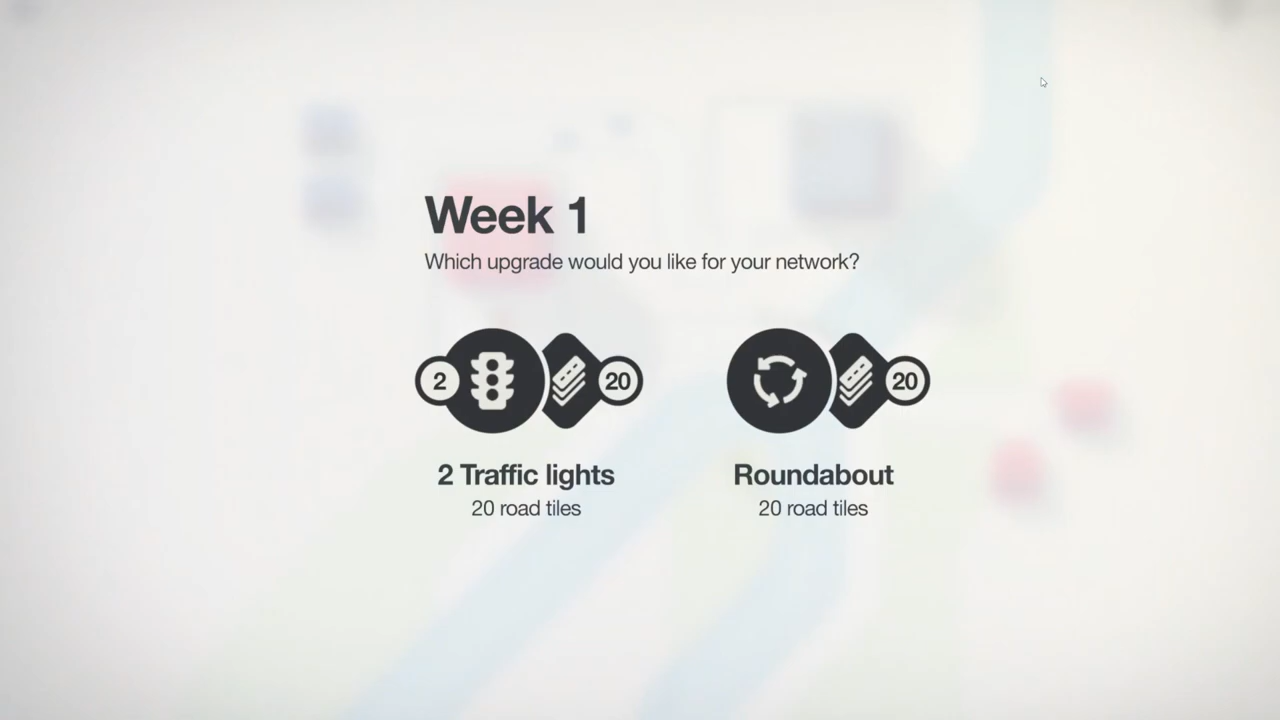 Week 1
Which upgrade would you like for your network?
2 20 20
2 Traffic lights Roundabout
20 road tiles 20 road tiles